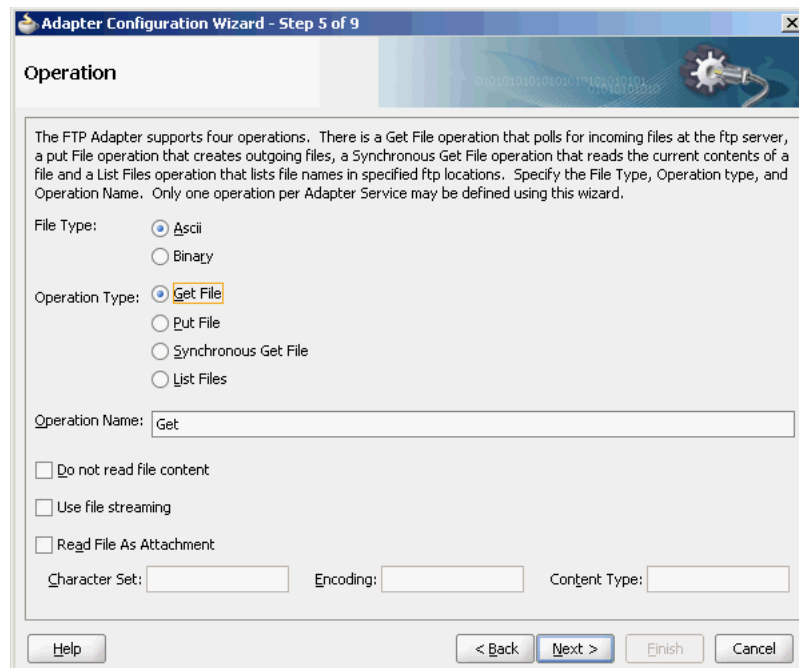 Adapter Configuration Wizard - Step 5 of 9
Operation
The FTP Adapter supports four operations. There is a Get File operation that polls for incoming files at the ftp server,
a put File operation that creates outgoing files, a Synchronous Get File operation that reads the current contents of a
file and a List Files operation that lists file names in specified ftp locations. Specify the File Type, Operation type, and
Operation Name. Only one operation per Adapter Service may be defined using this wizard.
File Type: Ascii
Binary
Operation Type: Get File
Put File
Synchronous Get File
List Files
Operation Name: Get
Do not read file content
Use file streaming
Read File As Attachment
Character Set: Encoding: Content Type:
Help < Back Next > Finish Cancel